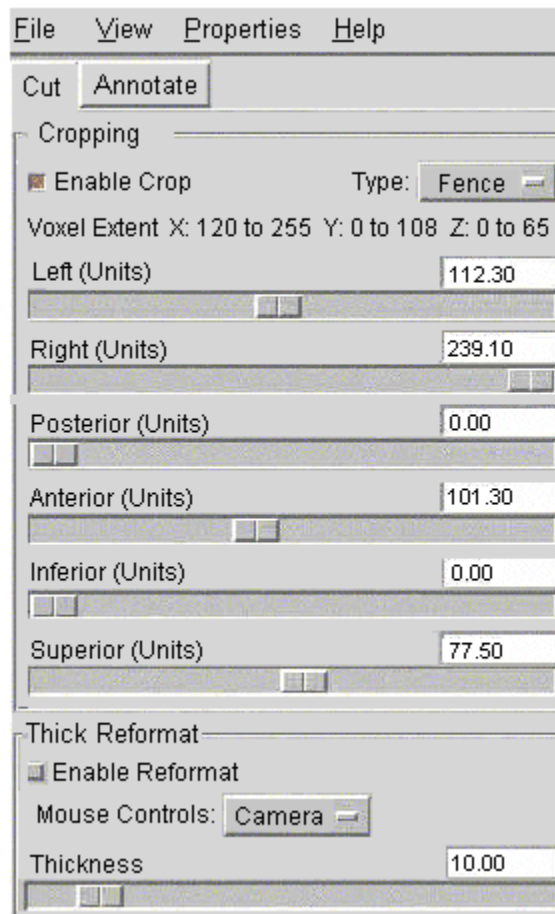 File View Properties Help
Cut Annotate
Cropping
Enable Crop Type: Fence
Voxel Extent X: 120 to 255 Y: 0 to 108 Z: 0 to 65
Left (Units) 112.30
Right (Units) 239.10
Posterior (Units) 0.00
Anterior (Units) 101.30
Inferior (Units) 0.00
Superior (Units) 77.50
Thick Reformat
Enable Reformat
Mouse Controls: Camera
Thickness 10.00